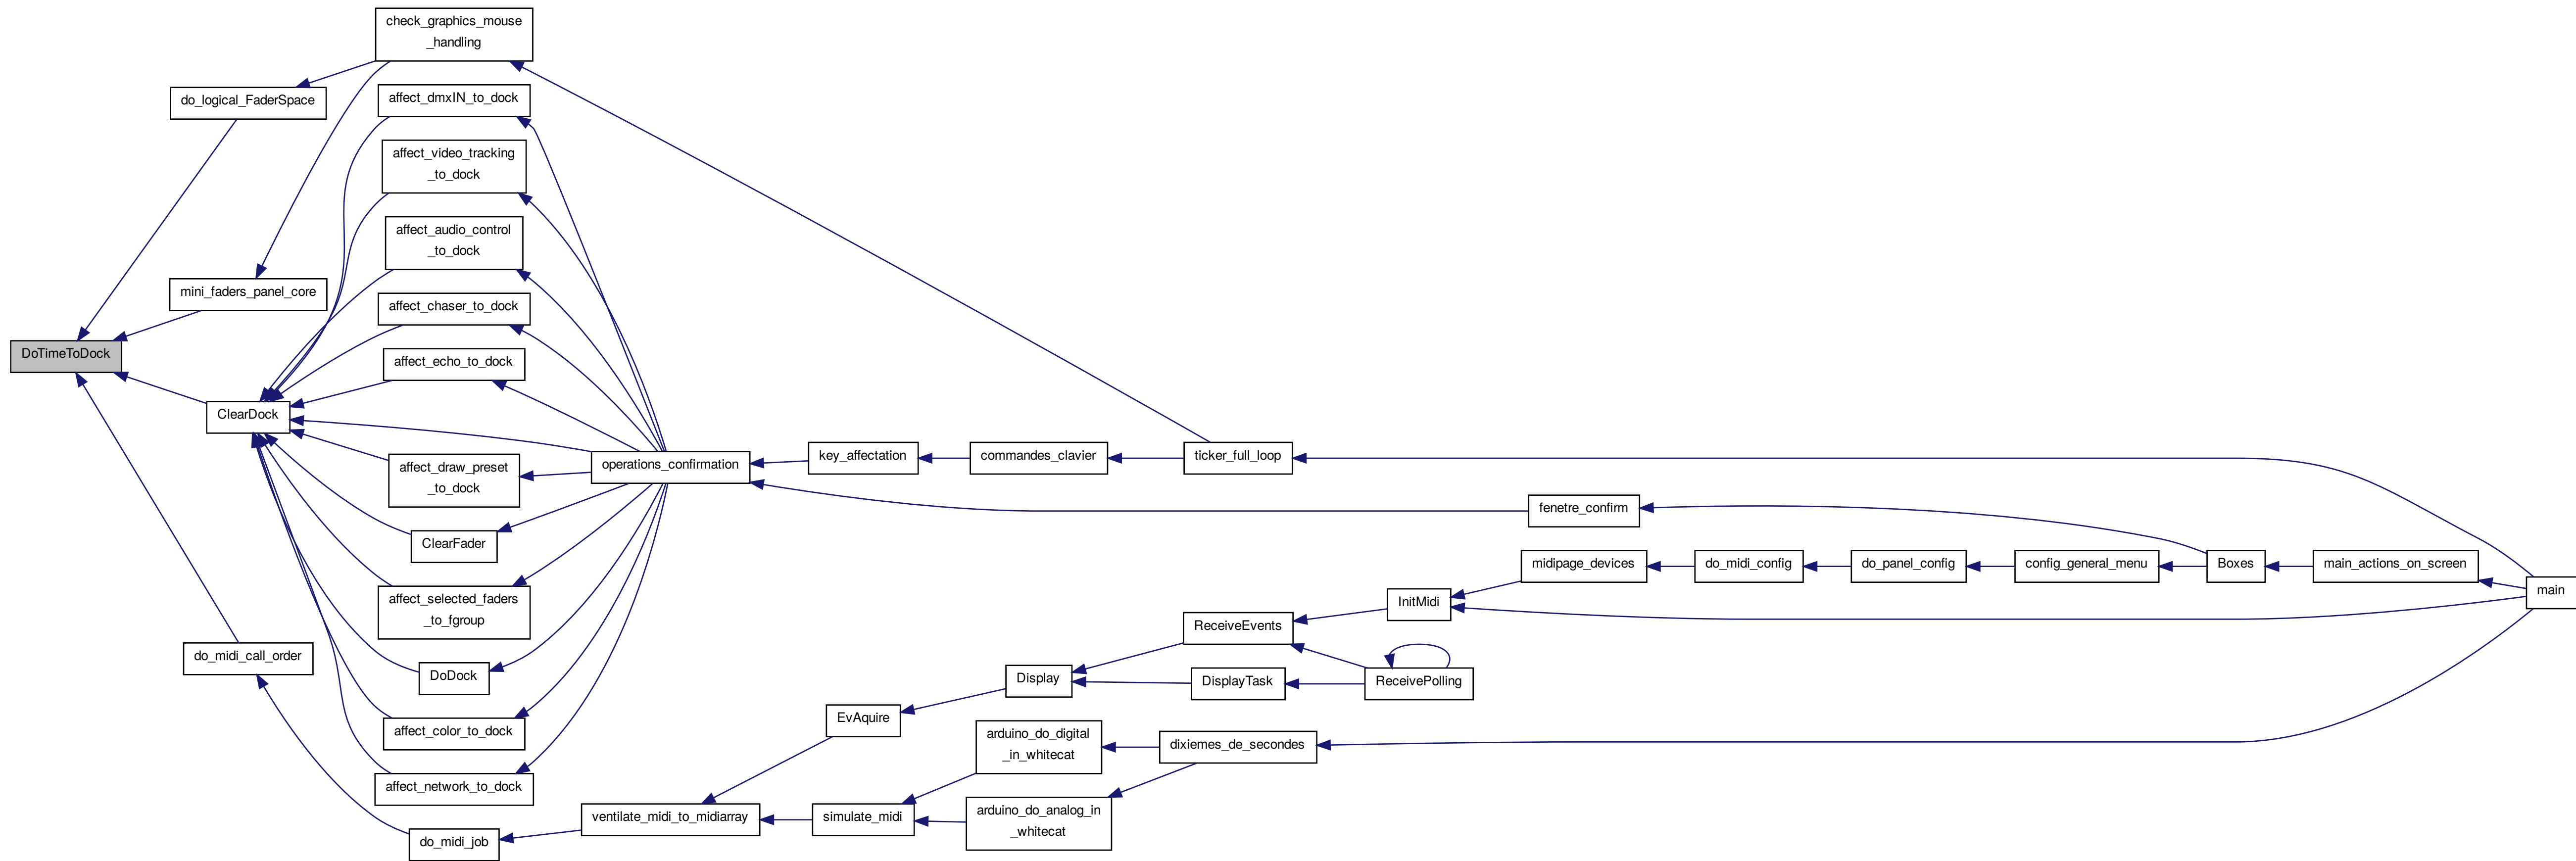 check_graphics_mouse
_handling
do_logical_FaderSpace
affect_dmxIN_to_dock
affect_video_tracking
_to_dock
affect_audio_control
_to_dock
mini_faders_panel_core
affect_chaser_to_dock
DoTimeToDock
affect_echo_to_dock
ClearDock
operations_confirmation
key_affectation
commandes_clavier
ticker_full_loop
affect_draw_preset
_to_dock
fenetre_confirm
ClearFader
midipage_devices
do_midi_config
do_panel_config
config_general_menu
Boxes
main_actions_on_screen
main
affect_selected_faders
_to_fgroup
InitMidi
ReceiveEvents
do_midi_call_order
DoDock
Display
DisplayTask
ReceivePolling
EvAquire
affect_color_to_dock
arduino_do_digital
_in_whitecat
dixiemes_de_secondes
affect_network_to_dock
ventilate_midi_to_midiarray
simulate_midi
arduino_do_analog_in
_whitecat
do_midi_job